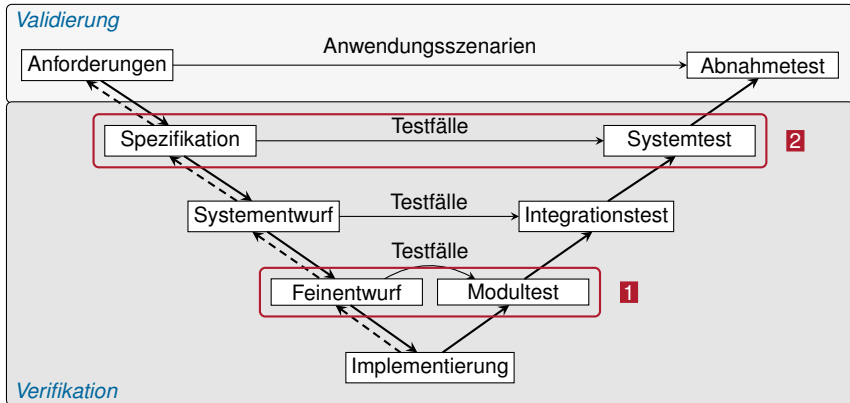 Validierung
Anwendungsszenarien
Anforderungen
Abnahmetest
Testfälle
Spezifikation
Systemtest
2
Testfälle
Systementwurf
Integrationstest
Testfälle
Feinentwurf
Modultest
1
Implementierung
Verifikation